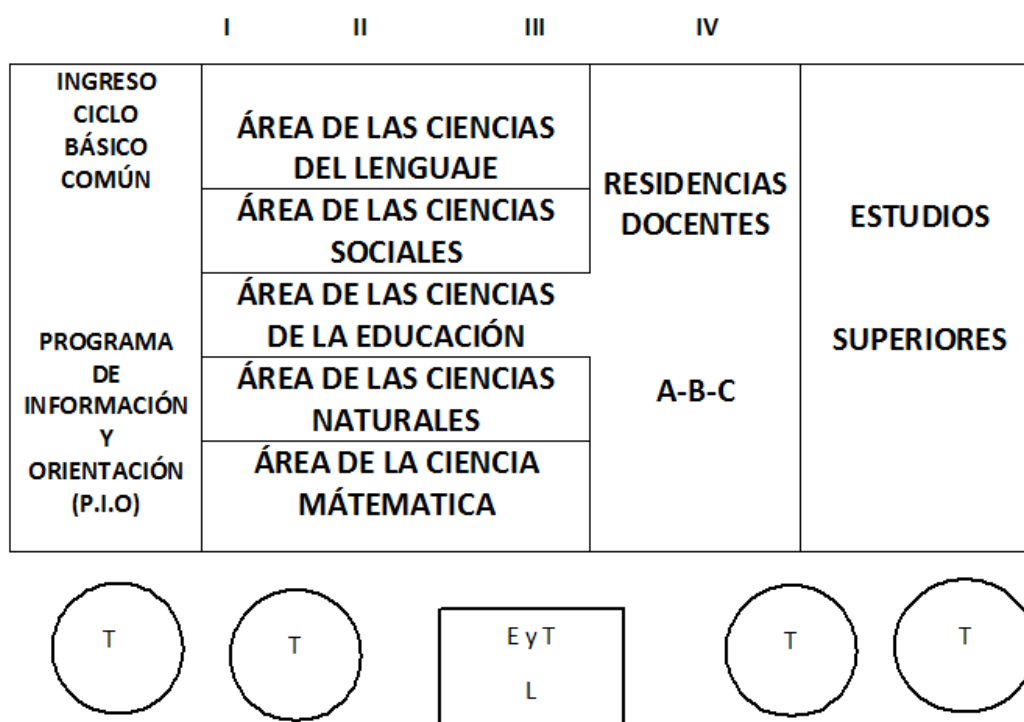 I II III IV
INGRESO
CICLO
BÁSICO
COMÚN
PROGRAMA
DE
INFORMACIÓN
Y
ORIENTACIÓN
(P.I.O)
ÁREA DE LAS CIENCIAS
DEL LENGUAJE
ÁREA DE LAS CIENCIAS
SOCIALES
ÁREA DE LAS CIENCIAS
DE LA EDUCACIÓN
ÁREA DE LAS CIENCIAS
NATURALES
ÁREA DE LA CIENCIA
MÁTEMATICA
RESIDENCIAS
DOCENTES
A-B-C
ESTUDIOS
SUPERIORES
T
T
E y T
L
T
T